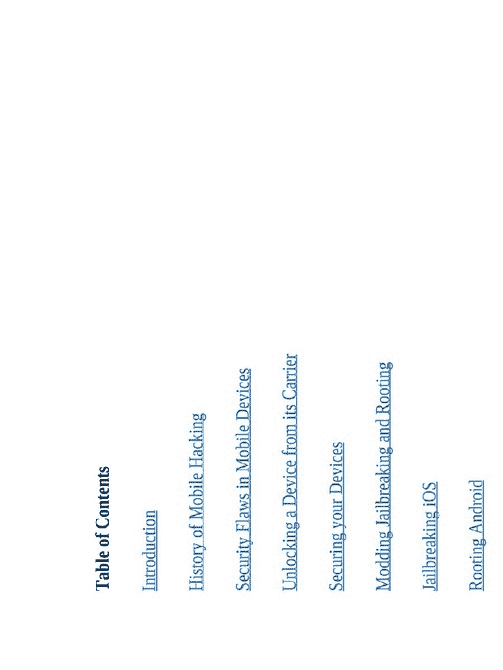 Table of Contents
Introduction
History of Mobile Hacking
Security Flaws in Mobile Devices
Unlocking a Device from its Carrier
Securing your Devices
Modding Jailbreaking and Rooting
Jailbreaking iOS
Rooting Android